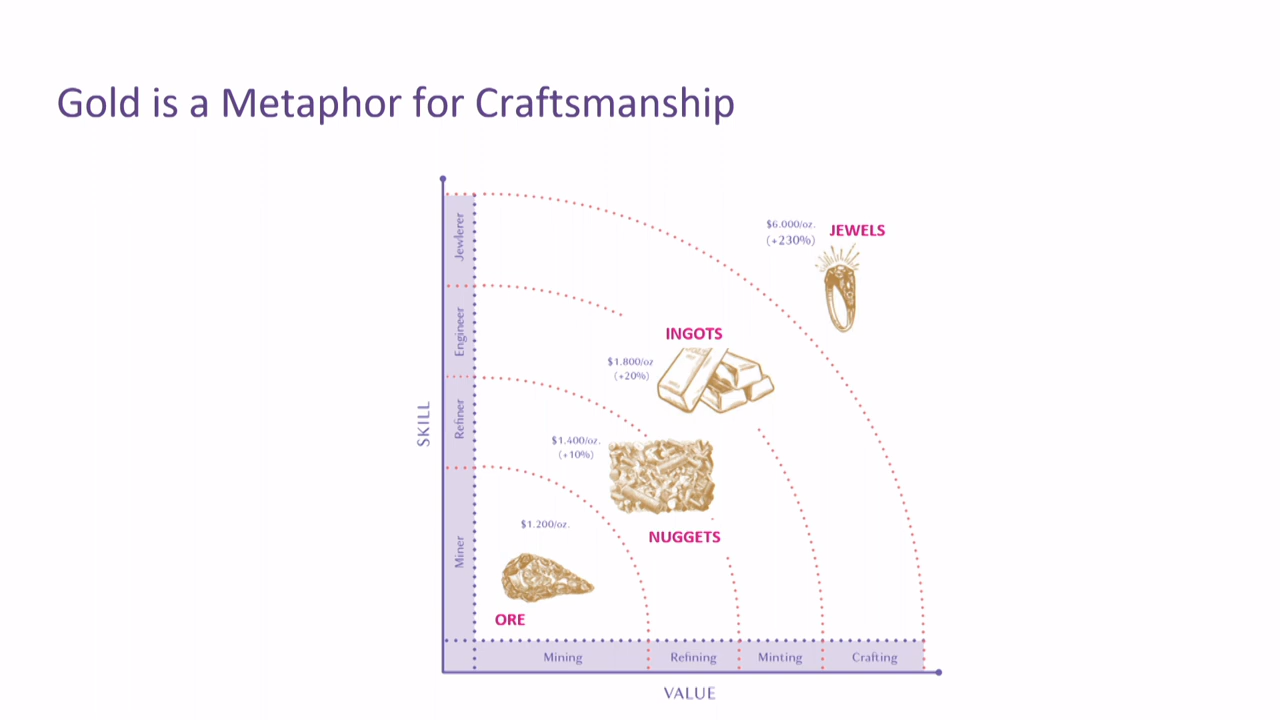 Gold is a Metaphor for Craftsmanship
$6.000/oz.
(+230%)
JEWELS
Jewlerer
INGOTS
Engineer
$1.800/oz
(+20%)
Refiner
SKILL
$1.400/oz.
(+10%)
NUGGETS
$1.200/oz.
Miner
ORE
Mining
Refining
Minting
Crafting
VALUE